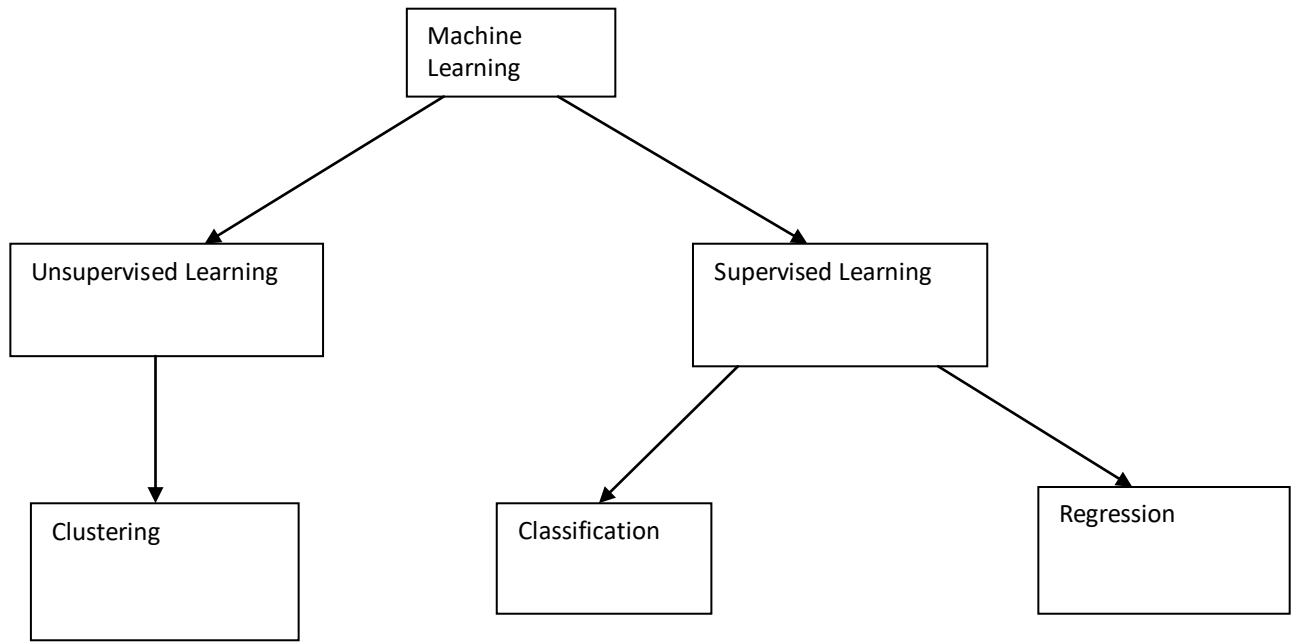 Machine
Learning
Unsupervised Learning
Supervised Learning
Clustering
Classification
Regression